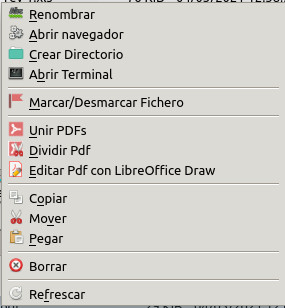 Renombrar
Abrir navegador
Crear Directorio
Abrir Terminal
Marcar/Desmarcar Fichero
Unir PDFs
Dividir Pdf
Editar Pdf con LibreOffice Draw
Copiar
Mover
Pegar
Borrar
Refrescar